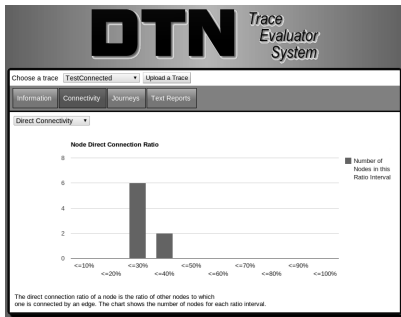 DTN Trace
Evaluator
System
Choose a trace TestConnected Upload a Trace
Information Connectivity Journeys Text Reports
Direct Connectivity
Node Direct Connection Ratio
8
6
4
2
0
Number of
Nodes in this
Ratio Interval
<=10% <=30% <=50% <=70% <=90%
<=20% <=40% <=60% <=80% <=100%
The direct connection ratio of a node is the ratio of other nodes to which
one is connected by an edge. The chart shows the number of nodes for each ratio interval.